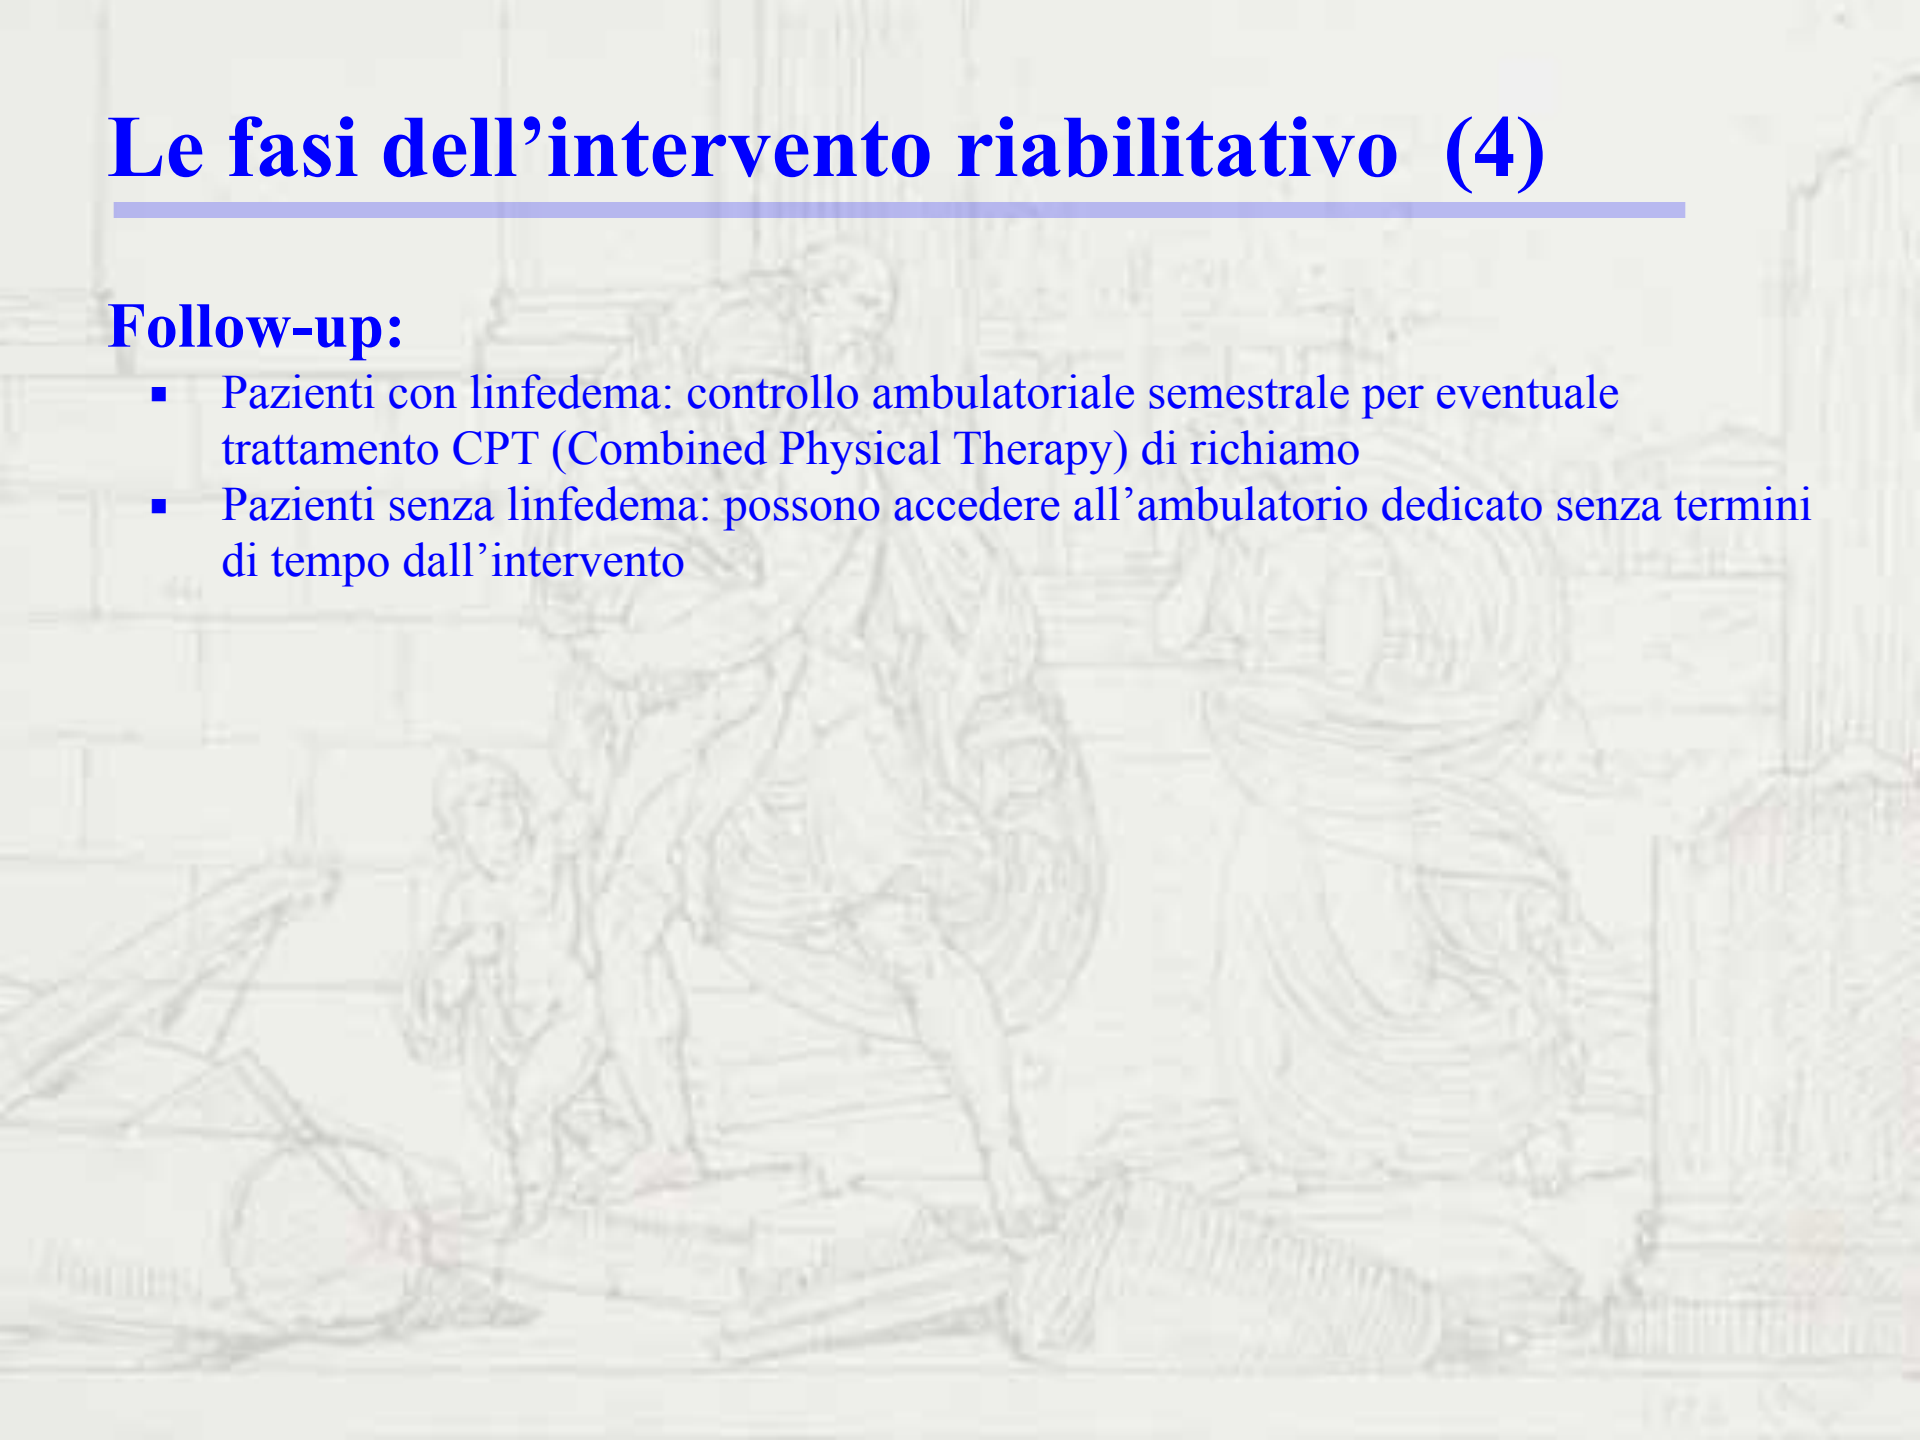 Le fasi dell’intervento riabilitativo (4)
Follow-up:
▪ Pazienti con linfedema: controllo ambulatoriale semestrale per eventuale
trattamento CPT (Combined Physical Therapy) di richiamo
▪ Pazienti senza linfedema: possono accedere all’ambulatorio dedicato senza termini
di tempo dall’intervento